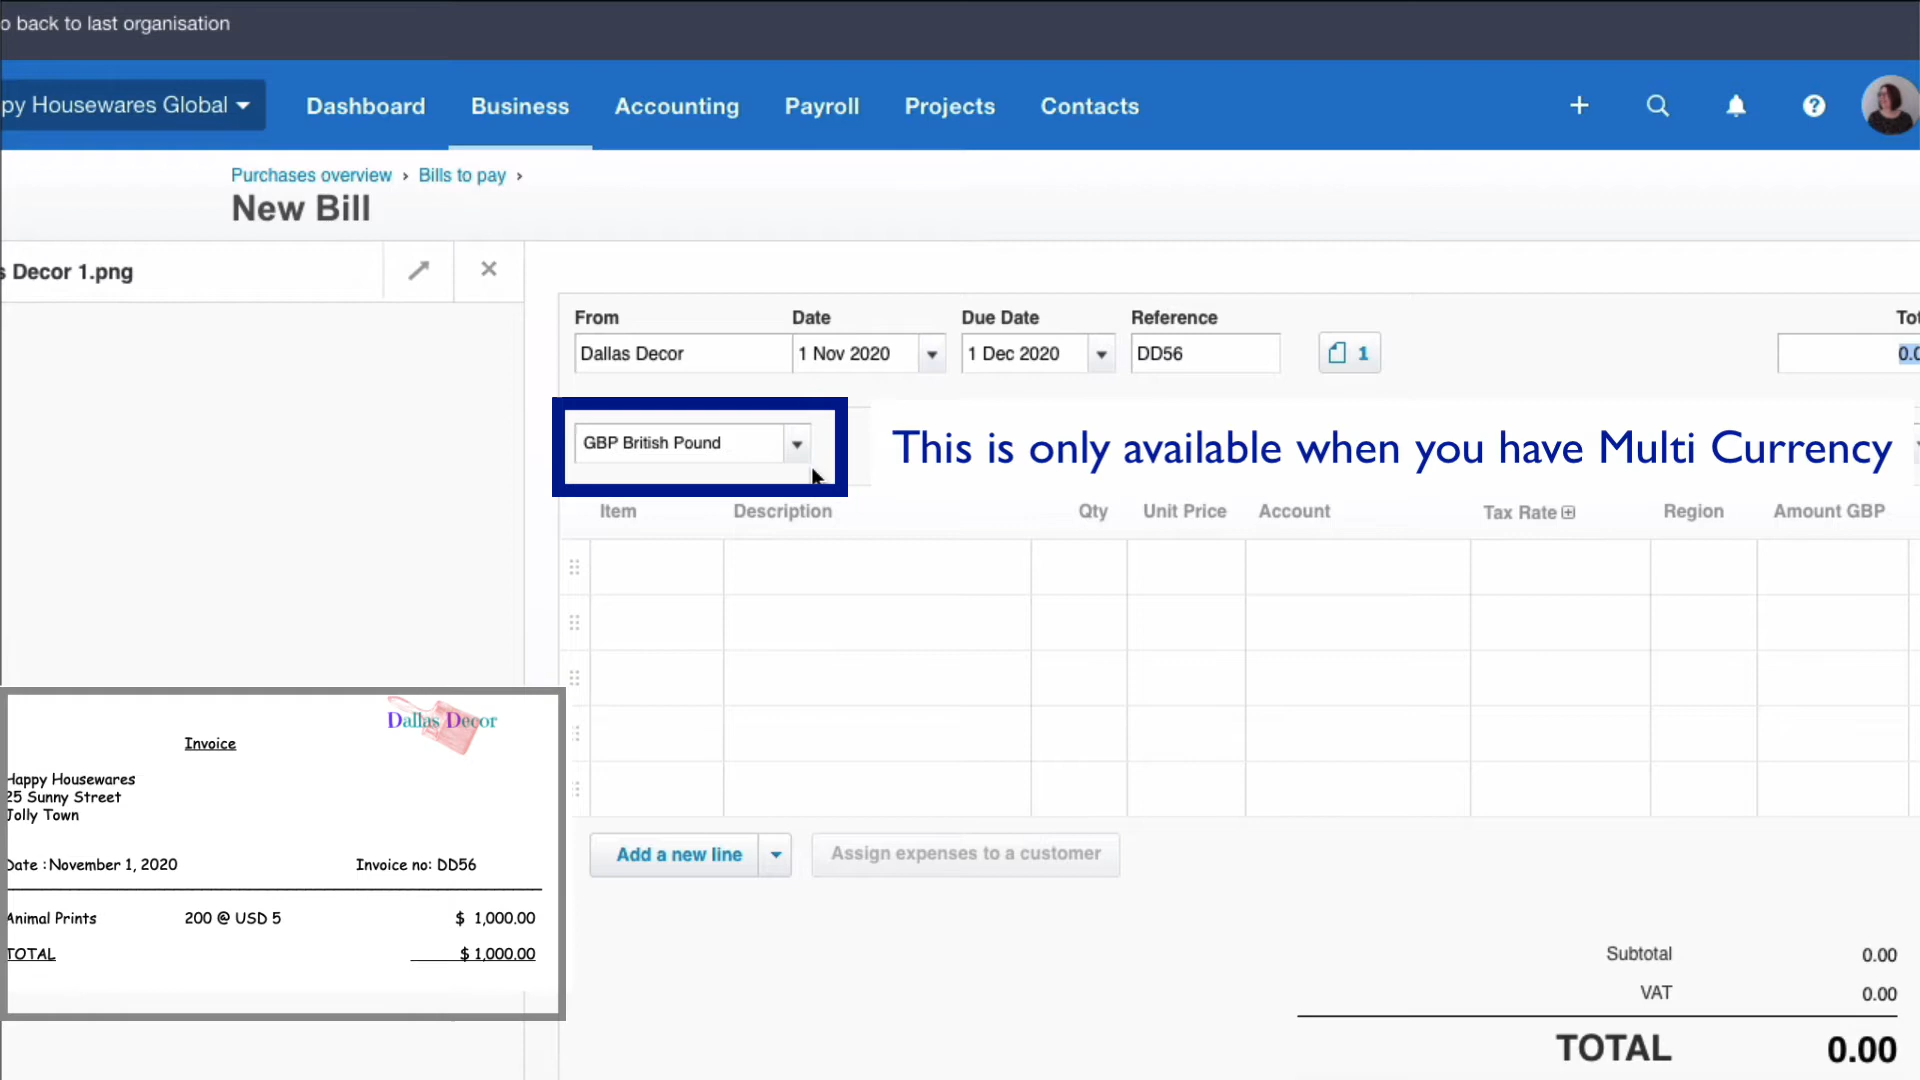 o back to last organisation
py Housewares Global
Dashboard
Business
Accounting
Payroll
Projects
Contacts
Purchases overview › Bills to pay ›
New Bill
s Decor 1.png
From
Date
Due Date
Reference
Tot
Dallas Decor
1 Nov 2020
1 Dec 2020
DD56
1
0.0
GBP British Pound
This is only available when you have Multi Currency
Item
Description
Qty
Unit Price
Account
Tax Rate
Region
Amount GBP
Dallas Decor
Invoice
Happy Housewares
25 Sunny Street
Jolly Town
Date : November 1, 2020
Invoice no: DD56
Animal Prints
200 @ USD 5
$ 1,000.00
TOTAL
$ 1,000.00
Add a new line
Assign expenses to a customer
Subtotal
0.00
VAT
0.00
TOTAL
0.00